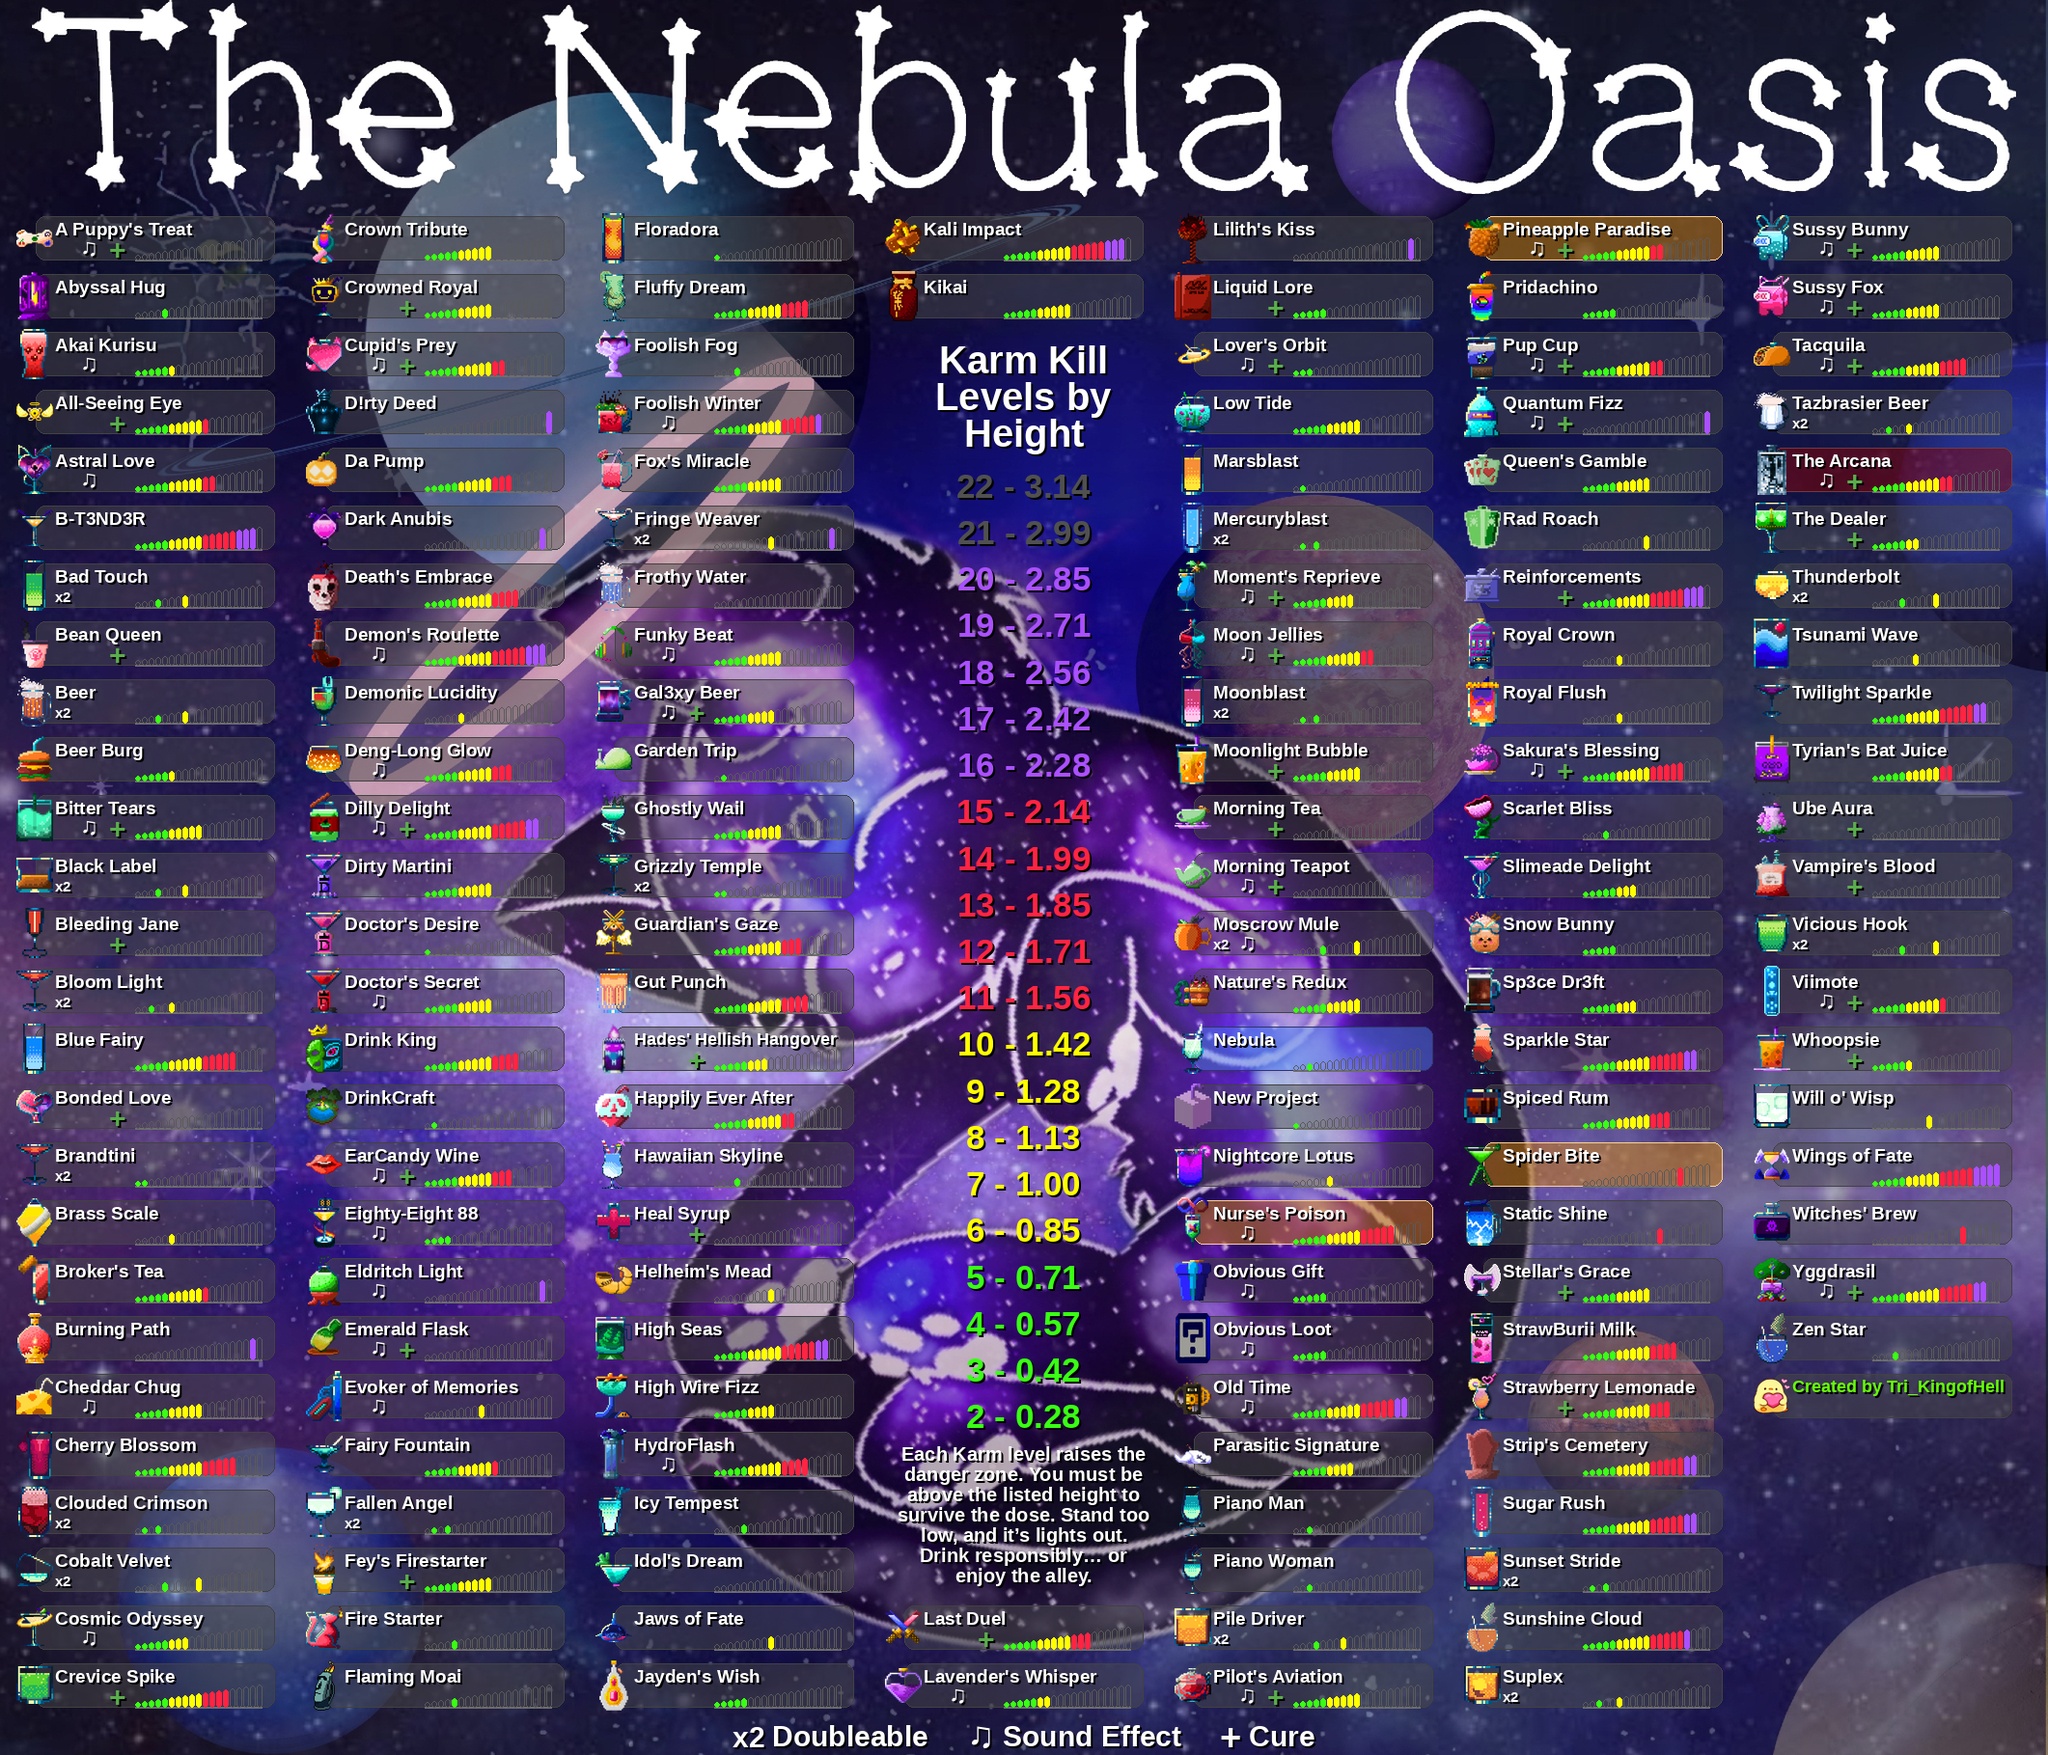 The Nebula Oasis
A Puppy's Treat
♫ +
Abyssal Hug
Akai Kurisu
♫
All-Seeing Eye
+
Astral Love
♫
B-T3ND3R
Bad Touch
x2
Bean Queen
+
Beer
x2
Beer Burg
Bitter Tears
♫ +
Black Label
x2
Bleeding Jane
+
Bloom Light
x2
Blue Fairy
Bonded Love
+
Brandtini
x2
Brass Scale
Broker's Tea
Burning Path
Cheddar Chug
♫
Cherry Blossom
Clouded Crimson
x2
Cobalt Velvet
x2
Cosmic Odyssey
♫
Crevice Spike
+
Crown Tribute
Crowned Royal
+
Cupid's Prey
♫ +
D!rty Deed
Da Pump
Dark Anubis
Death's Embrace
Demon's Roulette
♫
Demonic Lucidity
Deng-Long Glow
♫
Dilly Delight
♫ +
Dirty Martini
Doctor's Desire
Doctor's Secret
♫
Drink King
DrinkCraft
EarCandy Wine
♫ +
Eighty-Eight 88
♫
Eldritch Light
♫
Emerald Flask
♫ +
Evoker of Memories
Fairy Fountain
Fallen Angel
x2
Fey's Firestarter
+
Fire Starter
Flaming Moai
Floradora
Fluffy Dream
Foolish Fog
Foolish Winter
♫
Fox's Miracle
Fringe Weaver
x2
Frothy Water
Funky Beat
♫
Gal3xy Beer
♫ +
Garden Trip
Ghostly Wail
Grizzly Temple
x2
Guardian's Gaze
Gut Punch
Hades' Hellish Hangover
+
Happily Ever After
Hawaiian Skyline
Heal Syrup
+
Helheim's Mead
High Seas
High Wire Fizz
HydroFlash
♫
Icy Tempest
Idol's Dream
Jaws of Fate
Jayden's Wish
Kali Impact
Kikai
Karm Kill
Levels by
Height
22 - 3.14
21 - 2.99
20 - 2.85
19 - 2.71
18 - 2.56
17 - 2.42
16 - 2.28
15 - 2.14
14 - 1.99
13 - 1.85
12 - 1.71
11 - 1.56
10 - 1.42
9 - 1.28
8 - 1.13
7 - 1.00
6 - 0.85
5 - 0.71
4 - 0.57
3 - 0.42
2 - 0.28
Each Karm level raises the
danger zone. You must be
above the listed height to
survive the dose. Stand too
low, and it's lights out.
Drink responsibly... or
enjoy the alley.
Last Duel
+
Lavender's Whisper
♫
Lilith's Kiss
Liquid Lore
+
Lover's Orbit
♫ +
Low Tide
Marsblast
Mercuryblast
x2
Moment's Reprieve
♫ +
Moon Jellies
♫ +
Moonblast
x2
Moonlight Bubble
+
Morning Tea
+
Morning Teapot
♫ +
Moscrow Mule
x2 ♫
Nature's Redux
Nebula
New Project
Nightcore Lotus
Nurse's Poison
♫
Obvious Gift
♫
Obvious Loot
♫
Old Time
♫
Parasitic Signature
Piano Man
Piano Woman
Pile Driver
x2
Pilot's Aviation
♫ +
Pineapple Paradise
♫ +
Pridachino
Pup Cup
♫ +
Quantum Fizz
♫ +
Queen's Gamble
Rad Roach
Reinforcements
+
Royal Crown
Royal Flush
Sakura's Blessing
♫ +
Scarlet Bliss
Slimeade Delight
Snow Bunny
Sp3ce Dr3ft
Sparkle Star
Spiced Rum
Spider Bite
Static Shine
Stellar's Grace
+
StrawBurii Milk
Strawberry Lemonade
+
Strip's Cemetery
Sugar Rush
Sunset Stride
x2
Sunshine Cloud
Suplex
x2
Sussy Bunny
♫ +
Sussy Fox
♫ +
Tacquila
♫
Tazbrasier Beer
x2
The Arcana
♫ +
The Dealer
+
Thunderbolt
x2
Tsunami Wave
Twilight Sparkle
Tyrian's Bat Juice
Ube Aura
+
Vampire's Blood
+
Vicious Hook
x2
Viimote
♫ +
Whoopsie
+
Will o' Wisp
Wings of Fate
Witches' Brew
Yggdrasil
♫ +
Zen Star
Created by Tri_KingofHell
x2 Doubleable ♫ Sound Effect + Cure